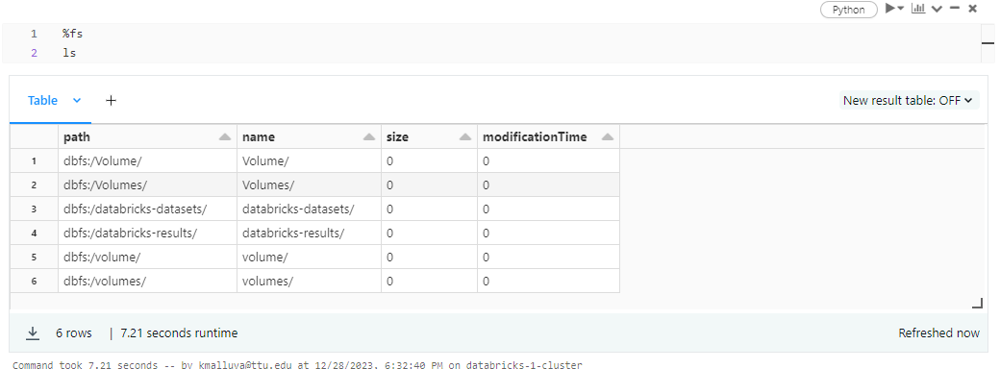 Python
1 %fs
2 ls
Table +
New result table: OFF
path name size modificationTime
1 dbfs:/Volume/ Volume/ 0 0
2 dbfs:/Volumes/ Volumes/ 0 0
3 dbfs:/databricks-datasets/ databricks-datasets/ 0 0
4 dbfs:/databricks-results/ databricks-results/ 0 0
5 dbfs:/volume/ volume/ 0 0
6 dbfs:/volumes/ volumes/ 0 0
6 rows | 7.21 seconds runtime Refreshed now
Command took 7.21 seconds -- by kmalluva@ttu.edu at 12/28/2023, 6:32:40 PM on databricks-1-cluster